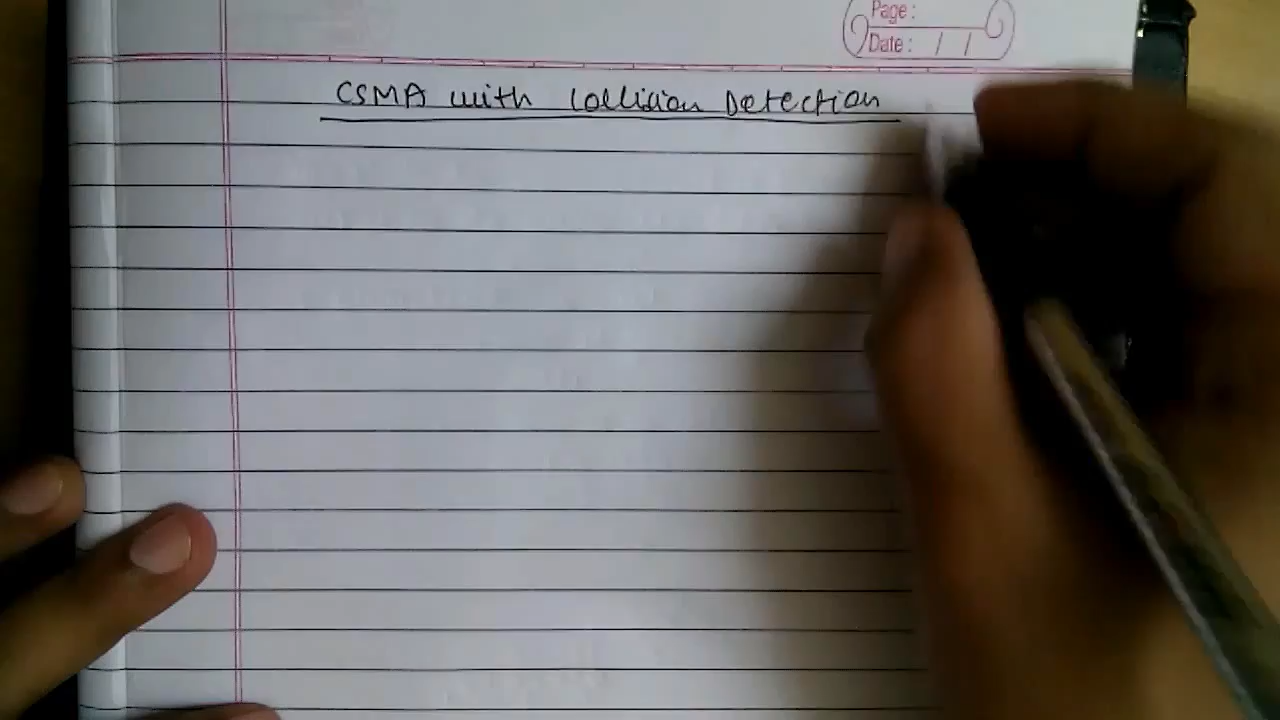 Page :
Date : / /
CSMA with Collision Detection